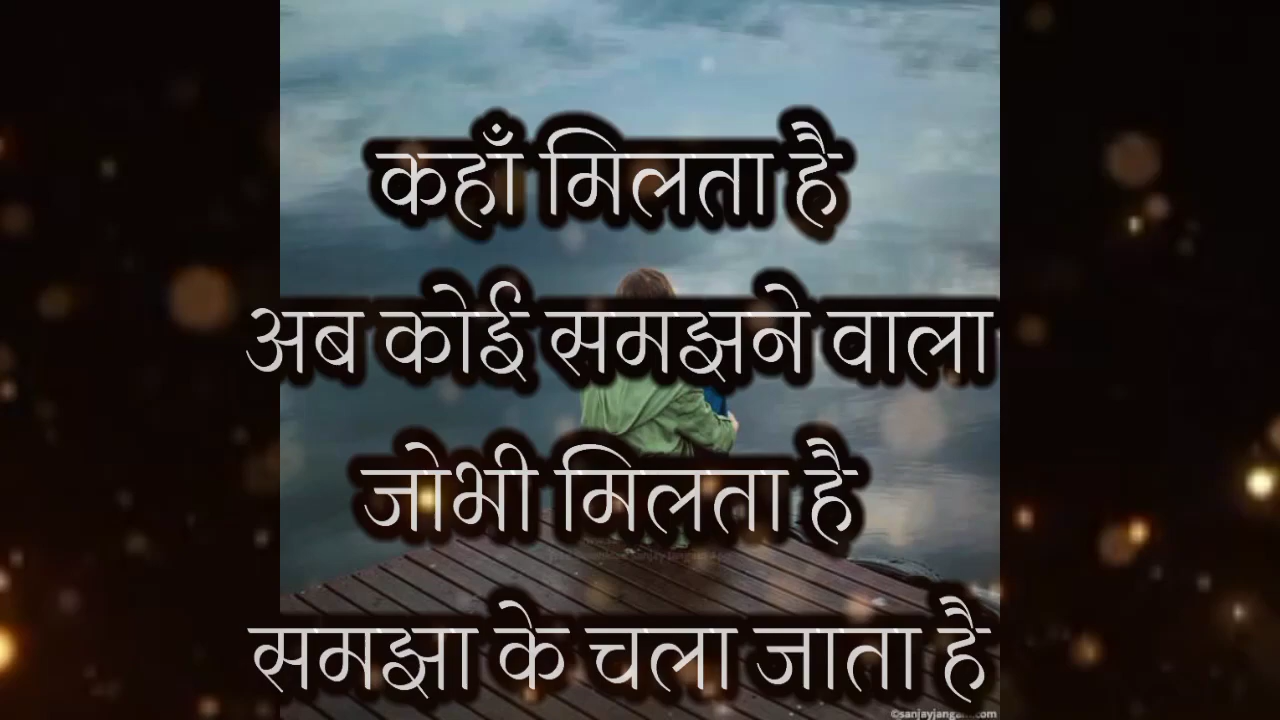 कहाँ मिलता है
अब कोई समझने वाला
जोभी मिलता है
समझा के चला जाता है